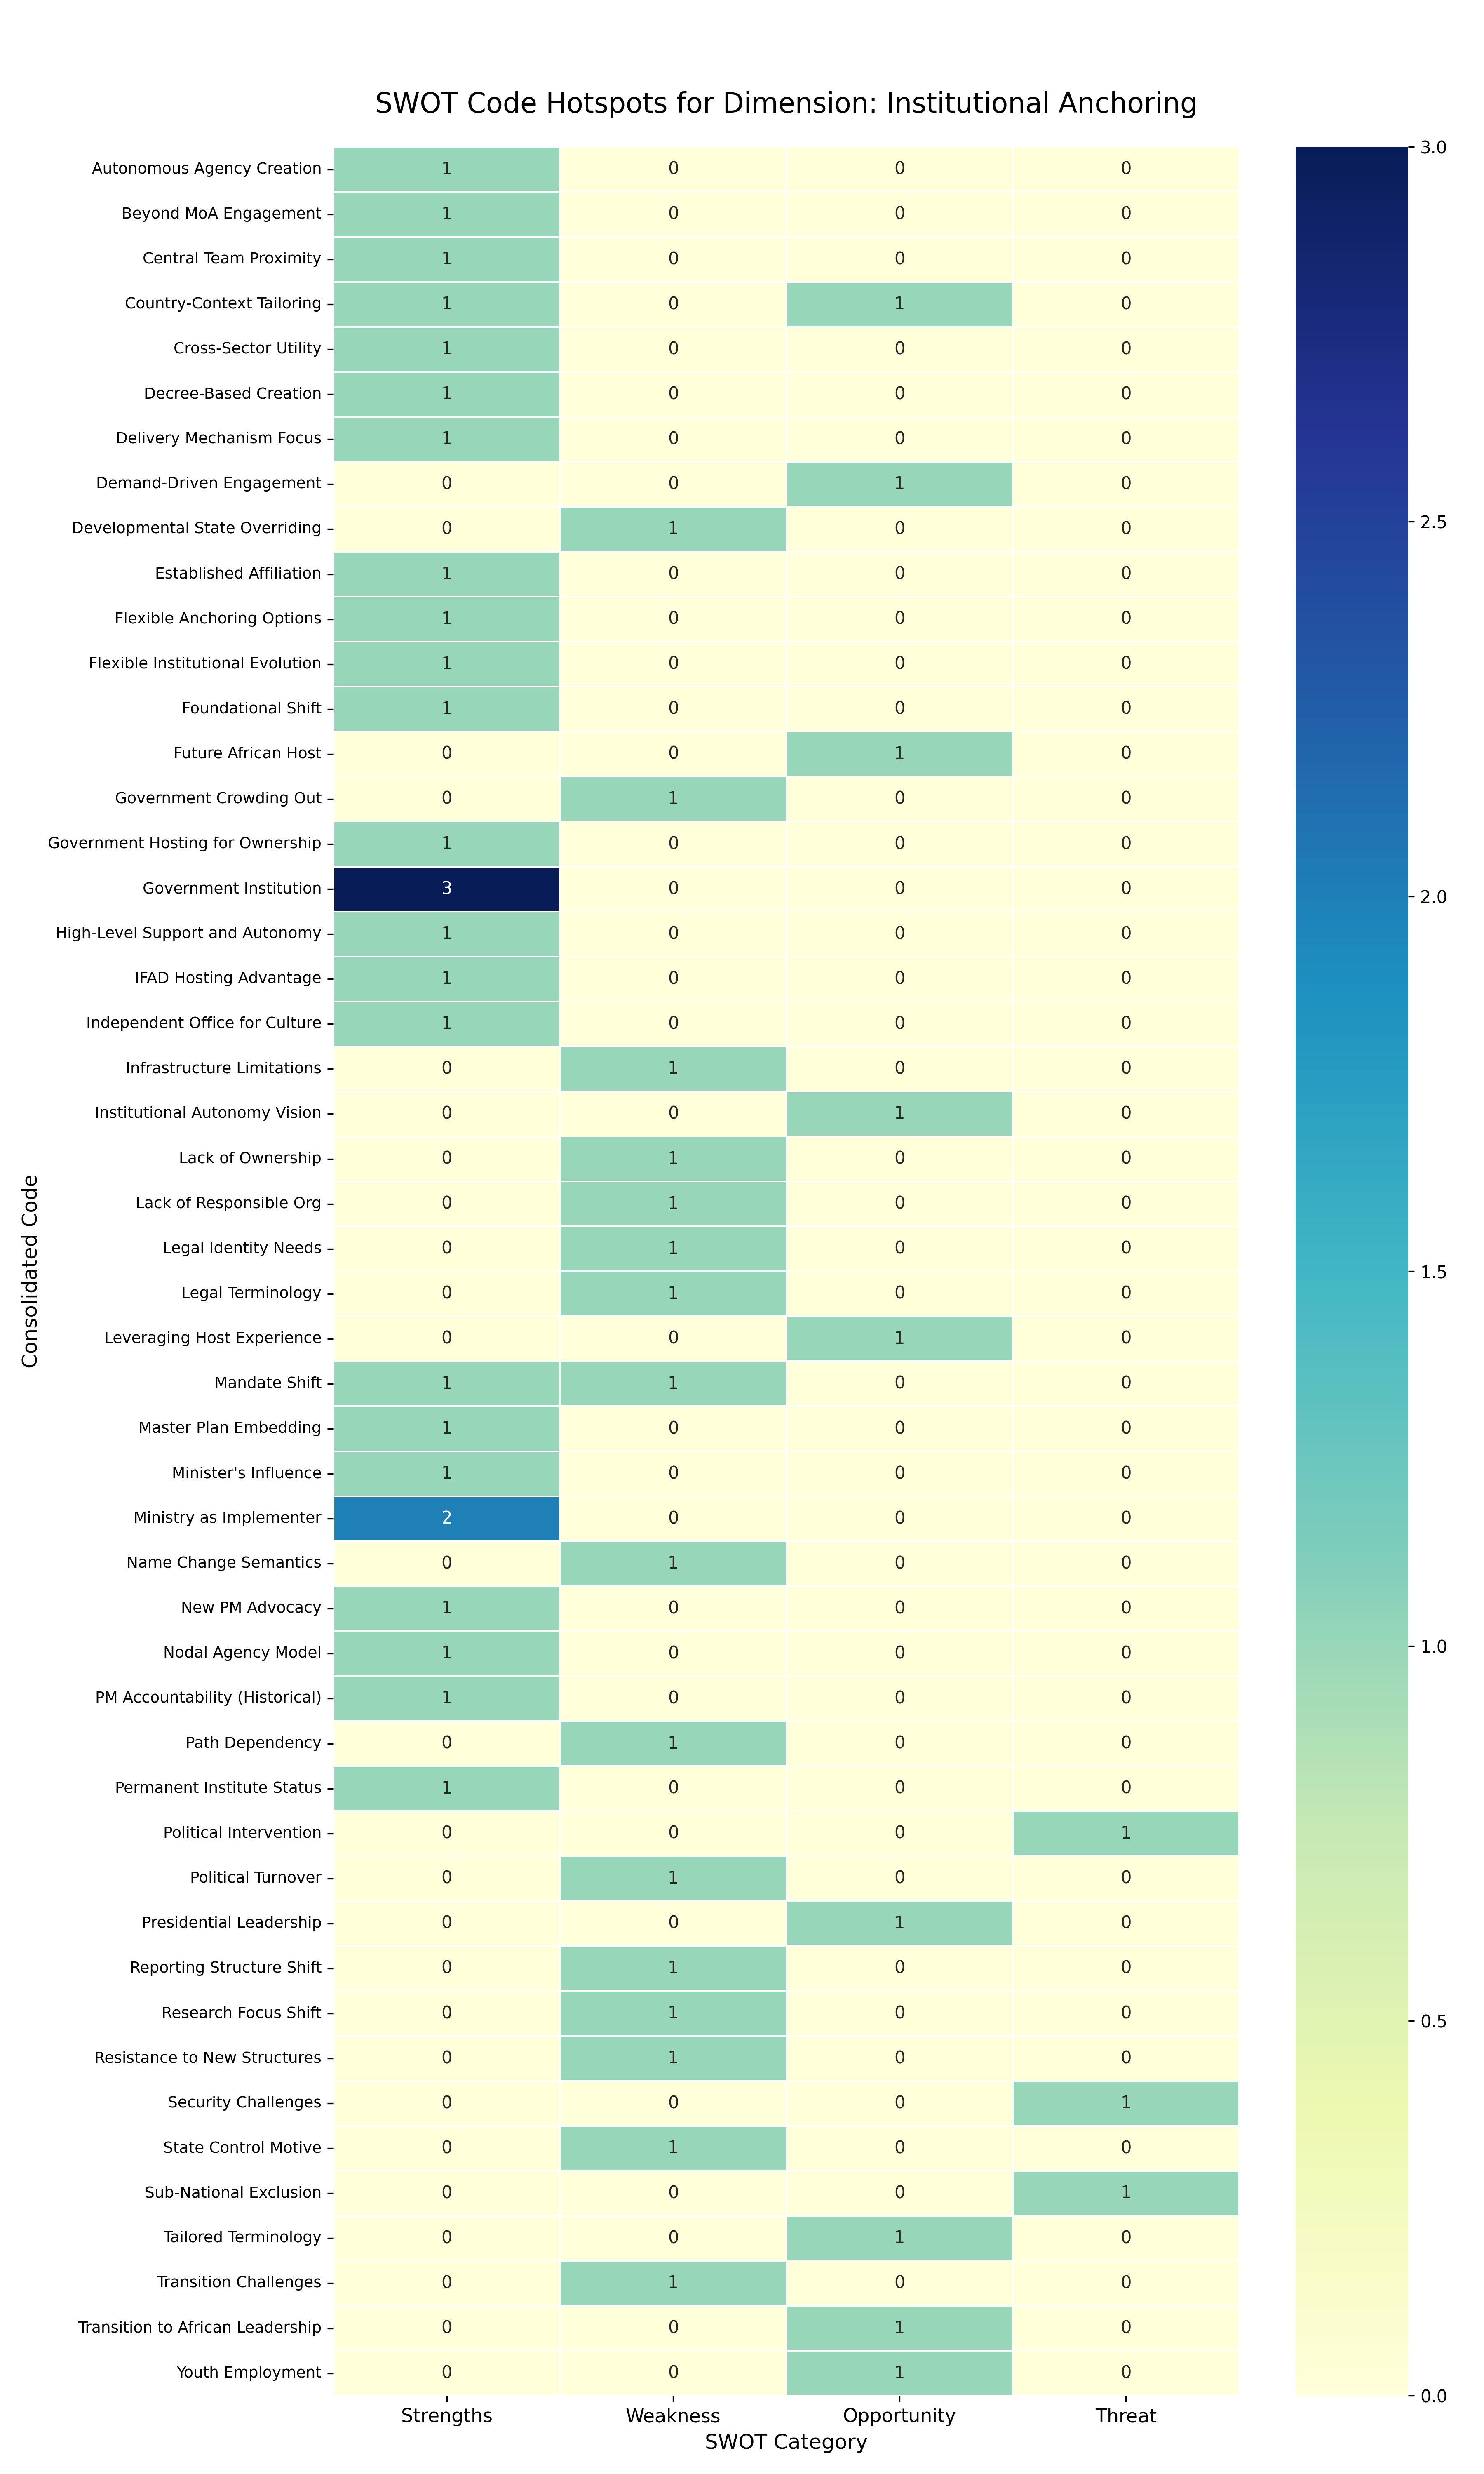 SWOT Code Hotspots for Dimension: Institutional Anchoring
Autonomous Agency Creation 1 0 0 0
Beyond MoA Engagement 1 0 0 0
Central Team Proximity 1 0 0 0
Country-Context Tailoring 1 0 1 0
Cross-Sector Utility 1 0 0 0
Decree-Based Creation 1 0 0 0
Delivery Mechanism Focus 1 0 0 0
Demand-Driven Engagement 0 0 1 0
Developmental State Overriding 0 1 0 0
Established Affiliation 1 0 0 0
Flexible Anchoring Options 1 0 0 0
Flexible Institutional Evolution 1 0 0 0
Foundational Shift 1 0 0 0
Future African Host 0 0 1 0
Government Crowding Out 0 1 0 0
Government Hosting for Ownership 1 0 0 0
Government Institution 3 0 0 0
High-Level Support and Autonomy 1 0 0 0
IFAD Hosting Advantage 1 0 0 0
Independent Office for Culture 1 0 0 0
Infrastructure Limitations 0 1 0 0
Institutional Autonomy Vision 0 0 1 0
Lack of Ownership 0 1 0 0
Lack of Responsible Org 0 1 0 0
Legal Identity Needs 0 1 0 0
Legal Terminology 0 1 0 0
Leveraging Host Experience 0 0 1 0
Mandate Shift 1 1 0 0
Master Plan Embedding 1 0 0 0
Minister's Influence 1 0 0 0
Ministry as Implementer 2 0 0 0
Name Change Semantics 0 1 0 0
New PM Advocacy 1 0 0 0
Nodal Agency Model 1 0 0 0
PM Accountability (Historical) 1 0 0 0
Path Dependency 0 1 0 0
Permanent Institute Status 1 0 0 0
Political Intervention 0 0 0 1
Political Turnover 0 1 0 0
Presidential Leadership 0 0 1 0
Reporting Structure Shift 0 1 0 0
Research Focus Shift 0 1 0 0
Resistance to New Structures 0 1 0 0
Security Challenges 0 0 0 1
State Control Motive 0 1 0 0
Sub-National Exclusion 0 0 0 1
Tailored Terminology 0 0 1 0
Transition Challenges 0 1 0 0
Transition to African Leadership 0 0 1 0
Youth Employment 0 0 1 0
Strengths Weakness Opportunity Threat
SWOT Category
Consolidated Code
3.0
2.5
2.0
1.5
1.0
0.5
0.0